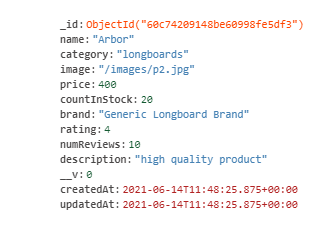 _id: ObjectId("60c74209148be60998fe5df3")
name: "Arbor"
category: "longboards"
image: "/images/p2.jpg"
price: 400
countInStock: 20
brand: "Generic Longboard Brand"
rating: 4
numReviews: 10
description: "high quality product"
__v: 0
createdAt: 2021-06-14T11:48:25.875+00:00
updatedAt: 2021-06-14T11:48:25.875+00:00